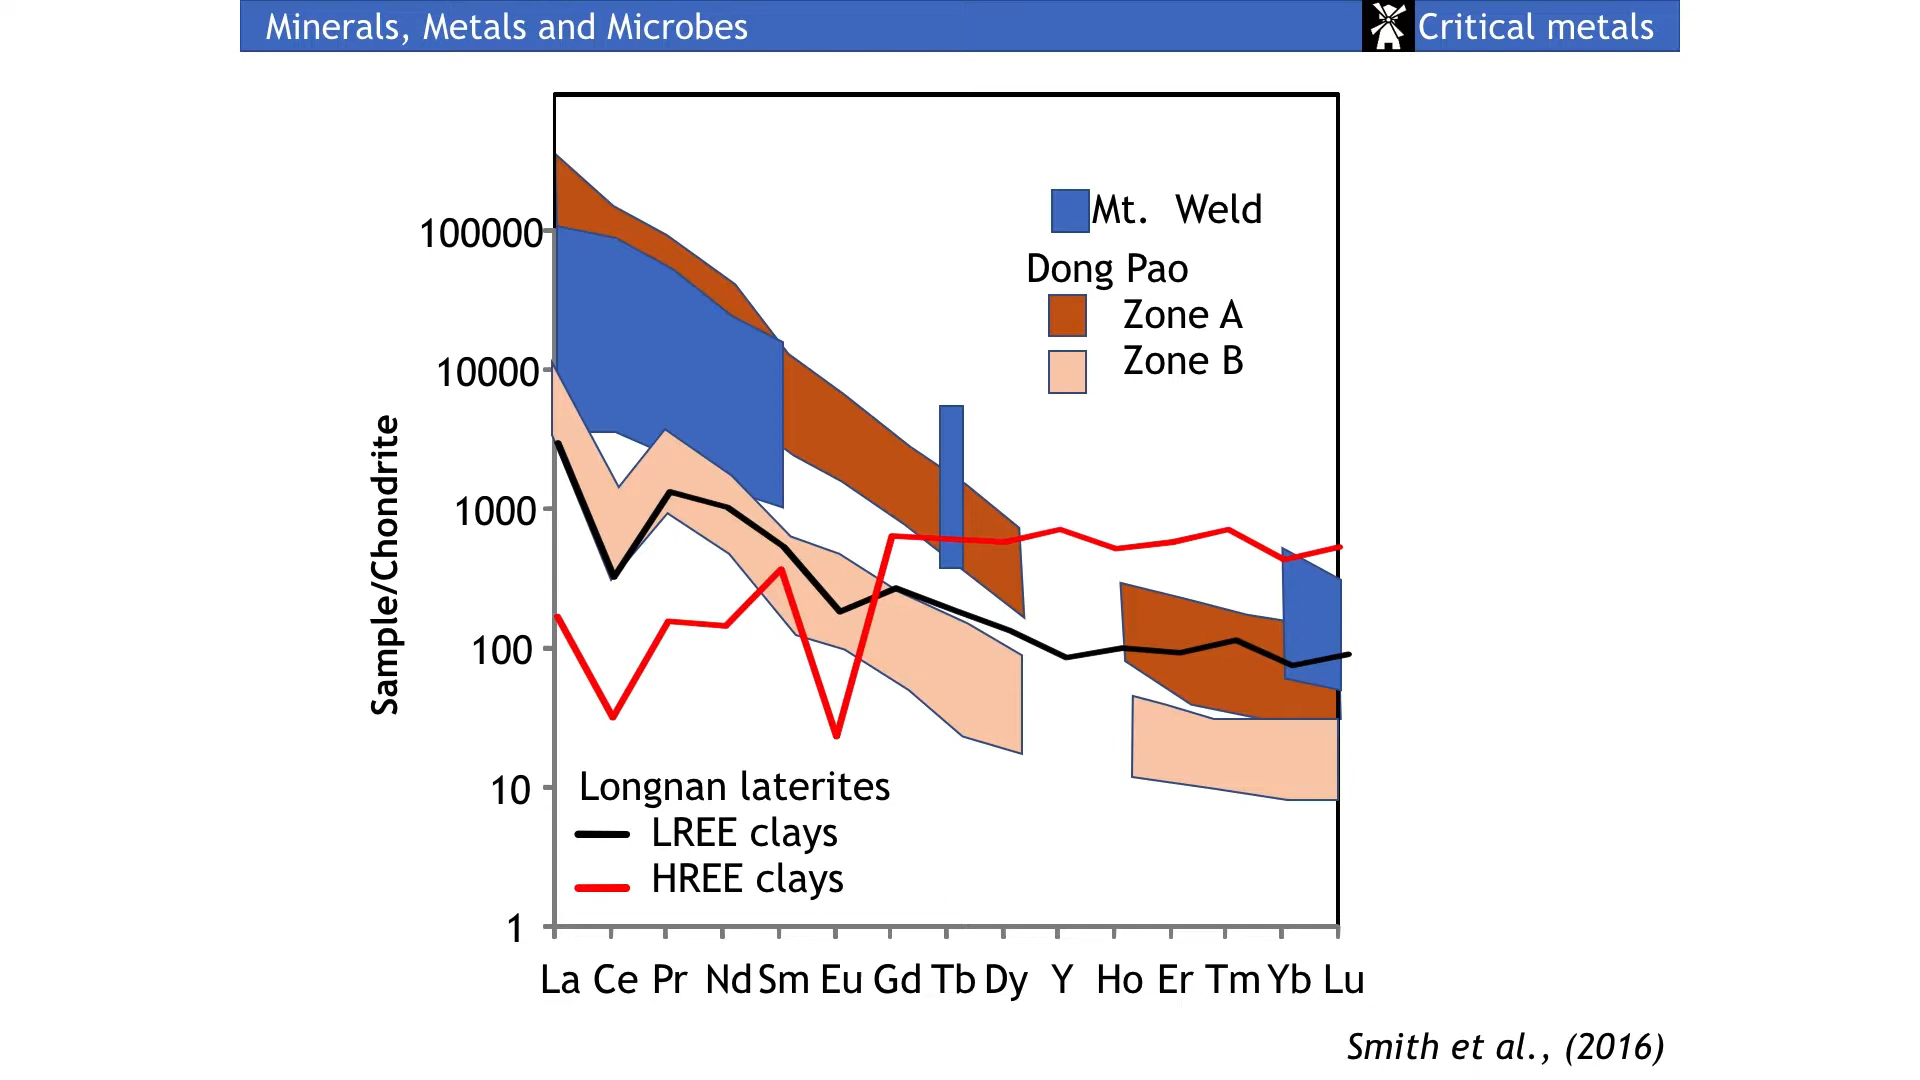 Minerals, Metals and Microbes
Critical metals
Mt. Weld
Dong Pao
Zone A
Zone B
100000
10000
1000
100
10
1
Sample/Chondrite
Longnan laterites
LREE clays
HREE clays
La Ce Pr Nd Sm Eu Gd Tb Dy Y Ho Er Tm Yb Lu
Smith et al., (2016)